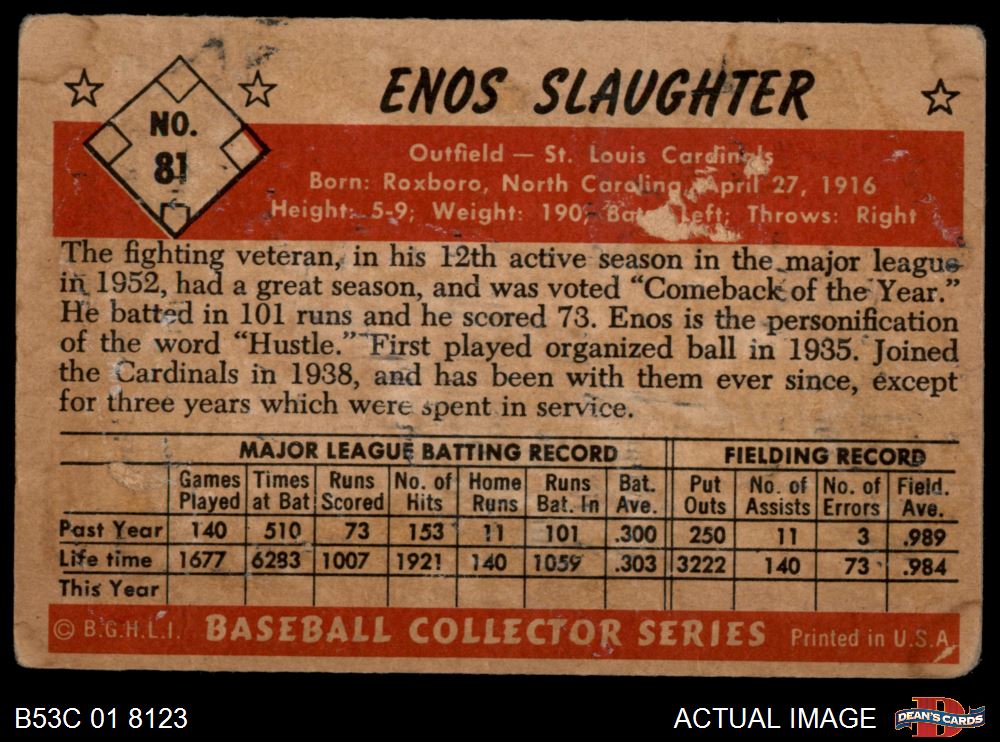 ENOS SLAUGHTER
NO.
81
Outfield — St. Louis Cardinals
Born: Roxboro, North Carolina, April 27, 1916
Height: 5-9; Weight: 190; Left; Throws: Right
The fighting veteran, in his 12th active season in the major league
in 1952, had a great season, and was voted "Comeback of the Year."
He batted in 101 runs and he scored 73. Enos is the personification
of the word "Hustle." First played organized ball in 1935. Joined
the Cardinals in 1938, and has been with them ever since, except
for three years which were spent in service.
MAJOR LEAGUE BATTING RECORD FIELDING RECORD
Games Times Runs No. of Home Runs Bat. Put No. of No. of Field.
Played at Bat Scored Hits Runs Bat. In Ave. Outs Assists Errors Ave.
Past Year 140 510 73 153 11 101 .300 250 11 3 .989
Life time 1677 6283 1007 1921 140 1059 .303 3222 140 73 .984
This Year
© B.G.H.L.I. BASEBALL COLLECTOR SERIES Printed in U.S.A.
B53C 01 8123 ACTUAL IMAGE DEAN'S CARDS